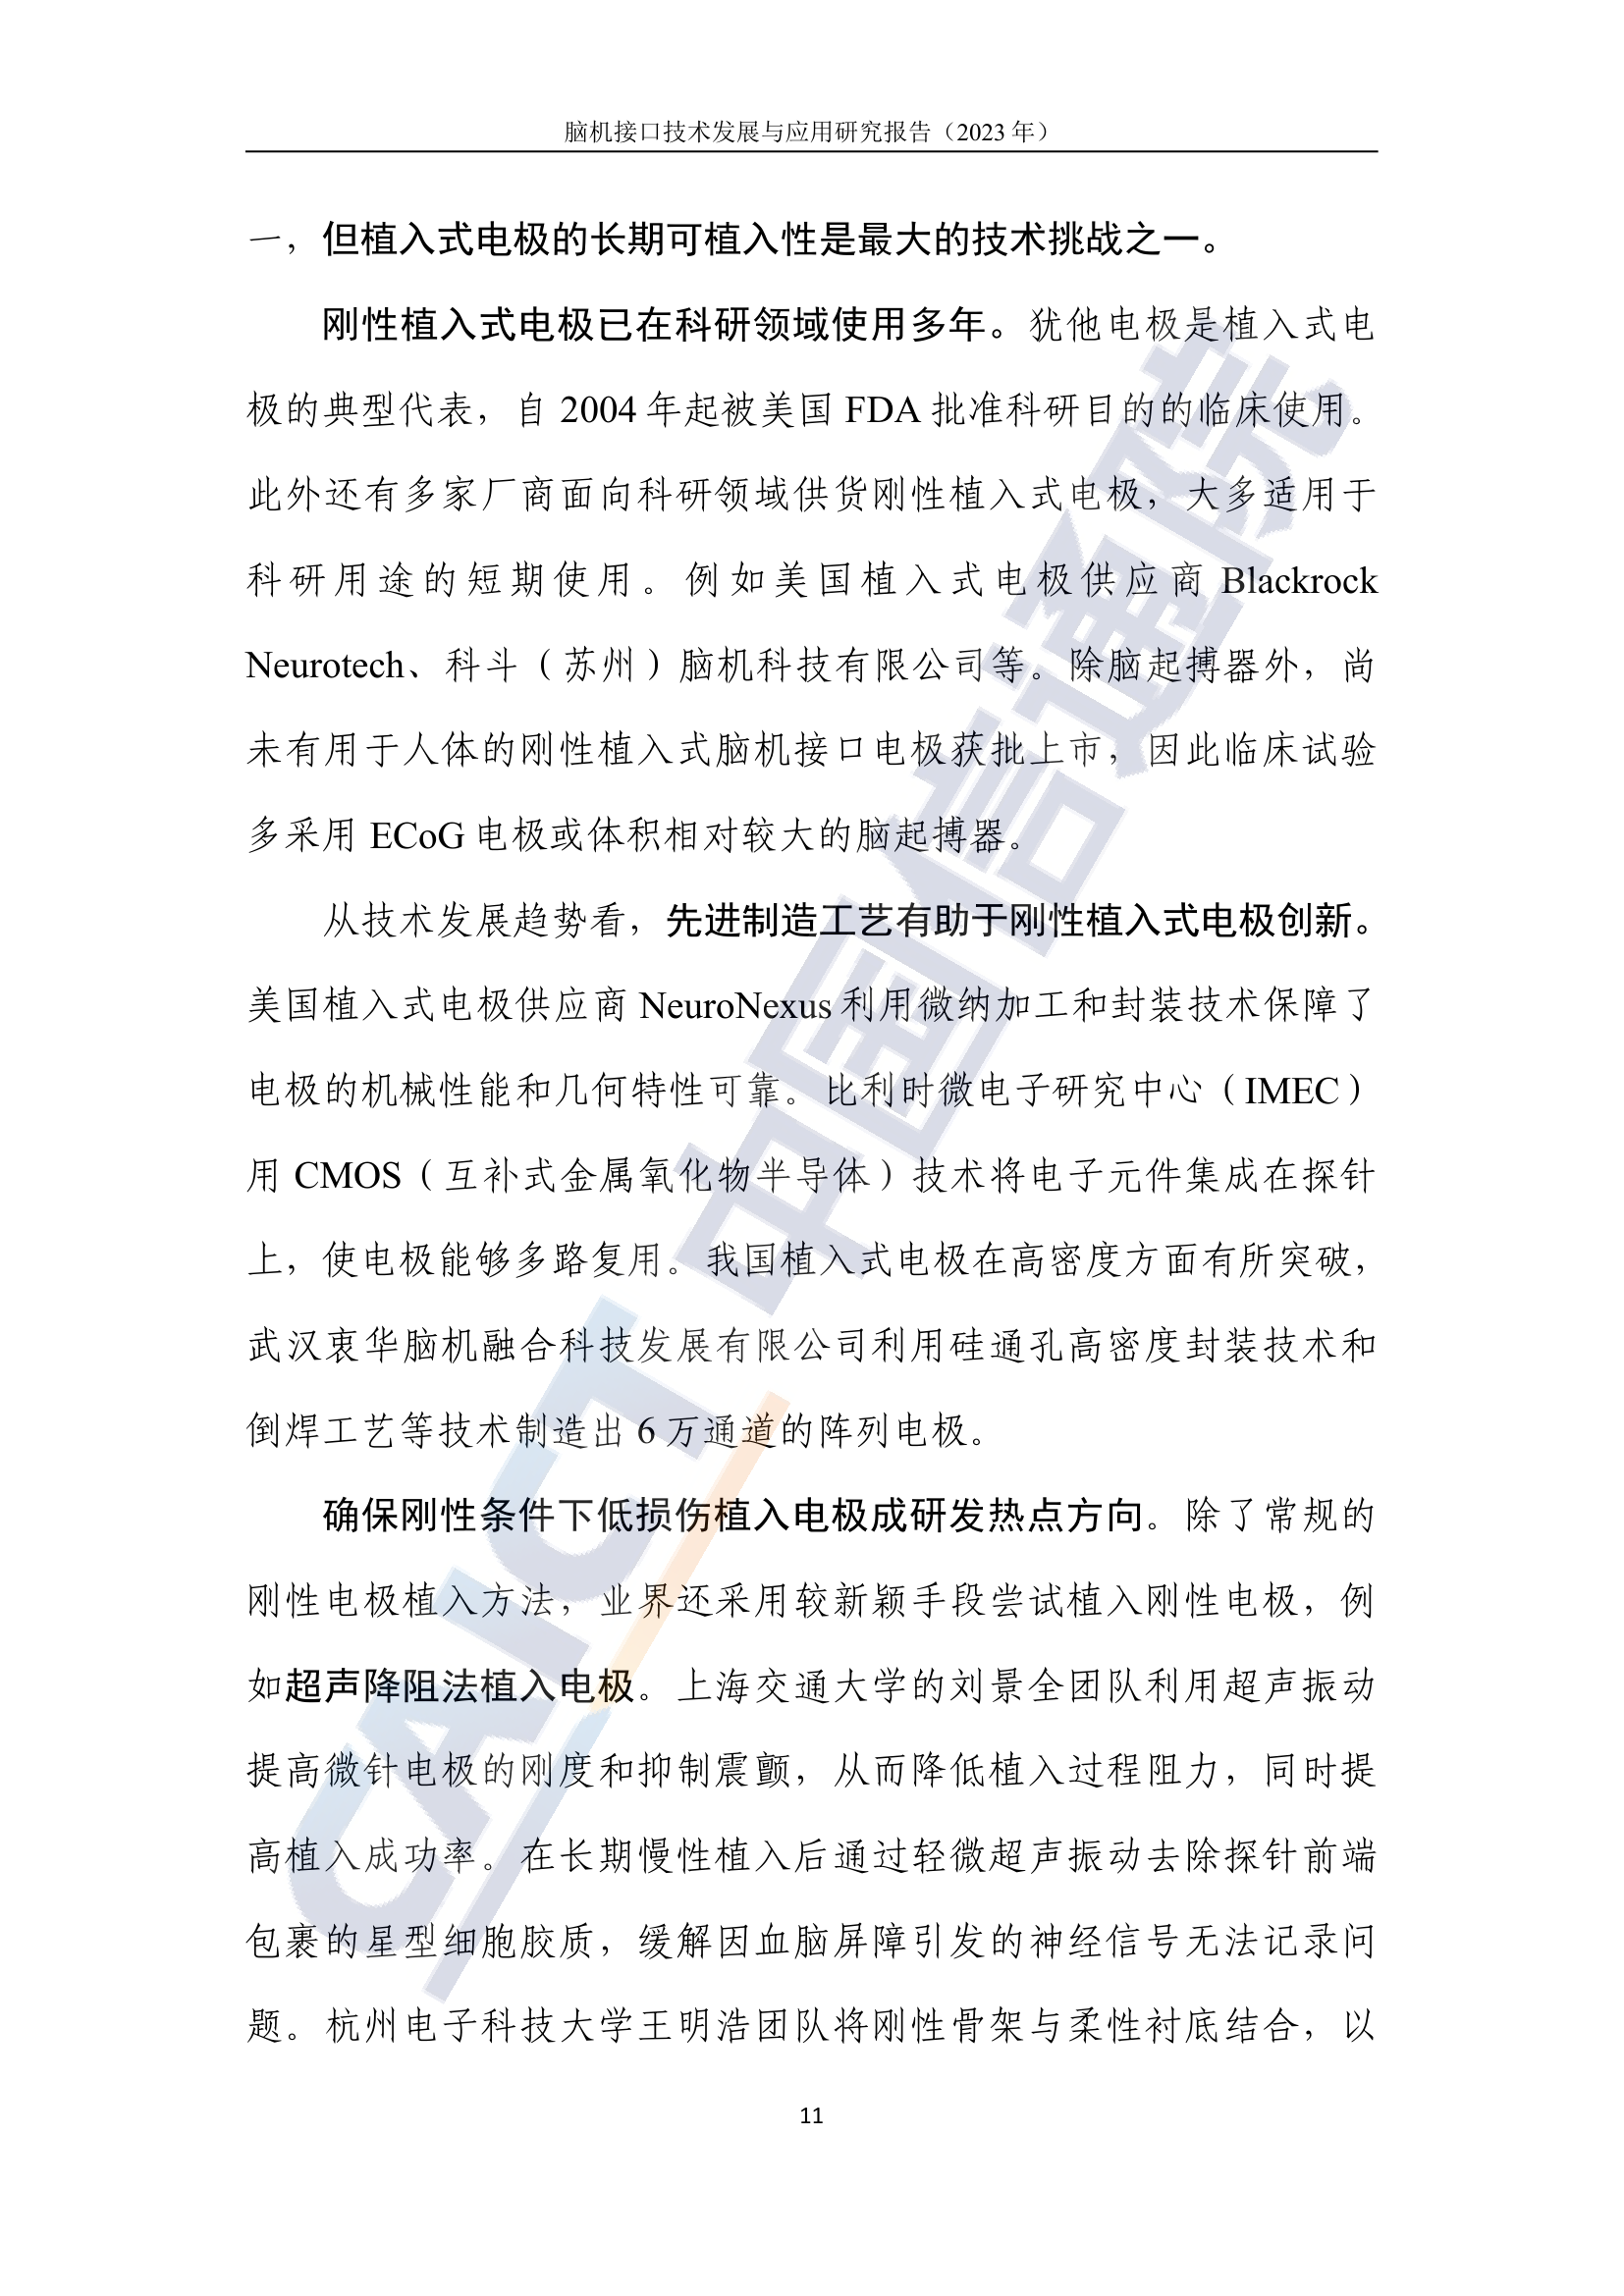 脑机接口技术发展与应用研究报告（2023 年）
一，但植入式电极的长期可植入性是最大的技术挑战之一。
刚性植入式电极已在科研领域使用多年。犹他电极是植入式电
极的典型代表，自 2004 年起被美国 FDA 批准科研目的的临床使用。
此外还有多家厂商面向科研领域供货刚性植入式电极，大多适用于
科研用途的短期使用。例如美国植入式电极供应商 Blackrock
Neurotech、科斗（苏州）脑机科技有限公司等。除脑起搏器外，尚
未有用于人体的刚性植入式脑机接口电极获批上市，因此临床试验
多采用 ECoG 电极或体积相对较大的脑起搏器。
从技术发展趋势看，先进制造工艺有助于刚性植入式电极创新。
美国植入式电极供应商 NeuroNexus 利用微纳加工和封装技术保障了
电极的机械性能和几何特性可靠。比利时微电子研究中心（IMEC）
用 CMOS（互补式金属氧化物半导体）技术将电子元件集成在探针
上，使电极能够多路复用。我国植入式电极在高密度方面有所突破，
武汉衷华脑机融合科技发展有限公司利用硅通孔高密度封装技术和
倒焊工艺等技术制造出 6 万通道的阵列电极。
确保刚性条件下低损伤植入电极成研发热点方向。除了常规的
刚性电极植入方法，业界还采用较新颖手段尝试植入刚性电极，例
如超声降阻法植入电极。上海交通大学的刘景全团队利用超声振动
提高微针电极的刚度和抑制震颤，从而降低植入过程阻力，同时提
高植入成功率。在长期慢性植入后通过轻微超声振动去除探针前端
包裹的星型细胞胶质，缓解因血脑屏障引发的神经信号无法记录问
题。杭州电子科技大学王明浩团队将刚性骨架与柔性衬底结合，以
11
CAICT 中国信通院